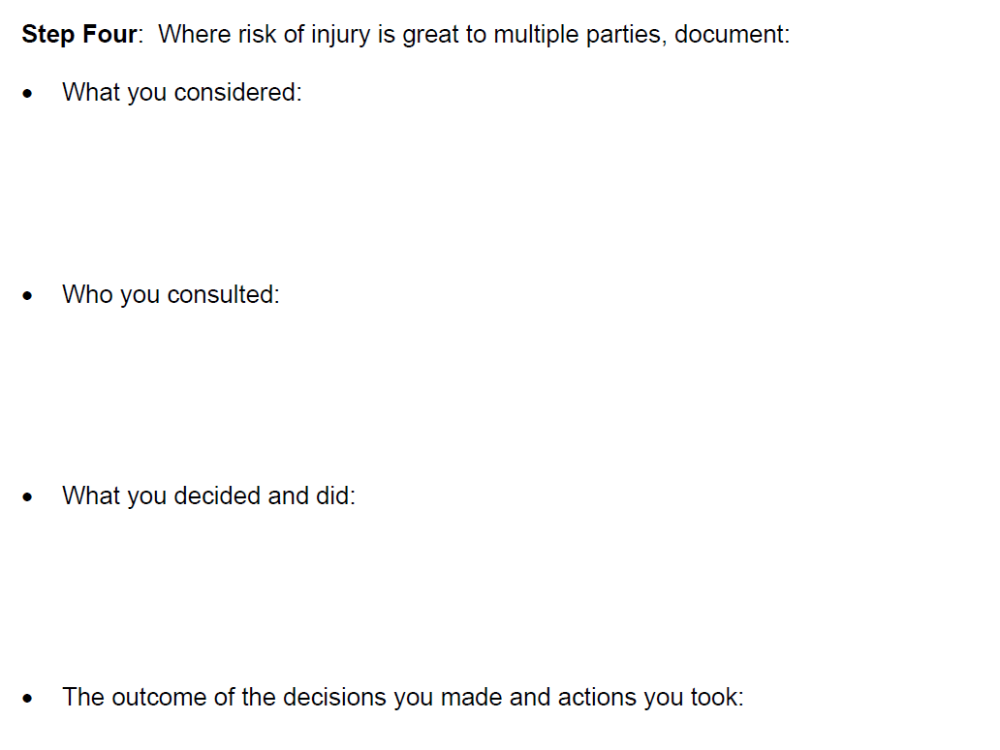 Step Four:  Where risk of injury is great to multiple parties, document:
• What you considered:
• Who you consulted:
• What you decided and did:
• The outcome of the decisions you made and actions you took: